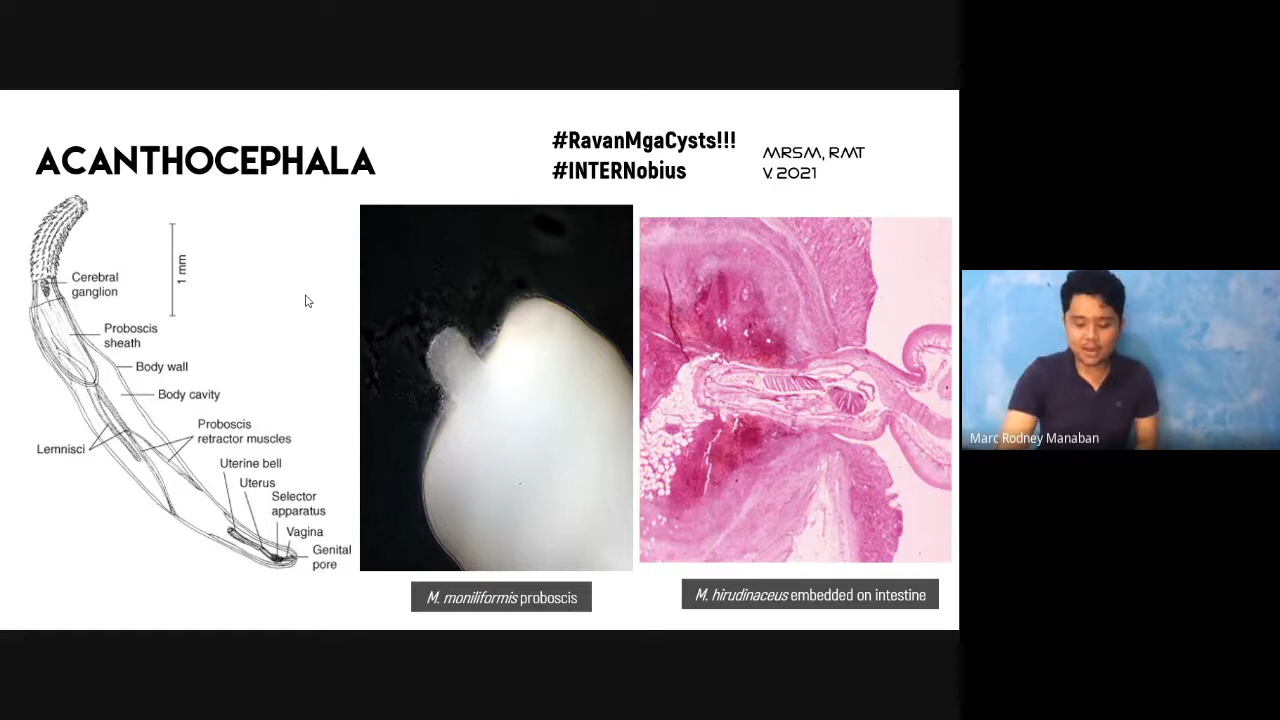 ACANTHOCEPHALA
#RavanMgaCysts!!!
#INTERNobius
MRSM, RMT
V. 2021
Cerebral
ganglion
1 mm
Proboscis
sheath
Body wall
Body cavity
Proboscis
retractor muscles
Lemnisci
Uterine bell
Uterus
Selector
apparatus
Vagina
Genital
pore
M. moniliformis proboscis
M. hirudinaceus embedded on intestine
Marc Rodney Manaban